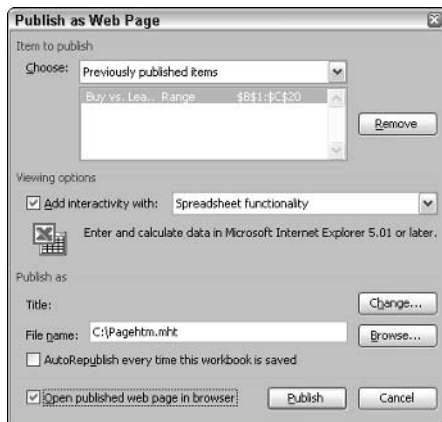 Publish as Web Page
Item to publish
Choose: Previously published items
Buy vs. Lea.. Range $B$1:$C$20
Remove
Viewing options
Add interactivity with: Spreadsheet functionality
Enter and calculate data in Microsoft Internet Explorer 5.01 or later.
Publish as
Title:
Change...
File name: C:\Pagehtm.mht
Browse...
AutoRepublish every time this workbook is saved
Open published web page in browser
Publish
Cancel